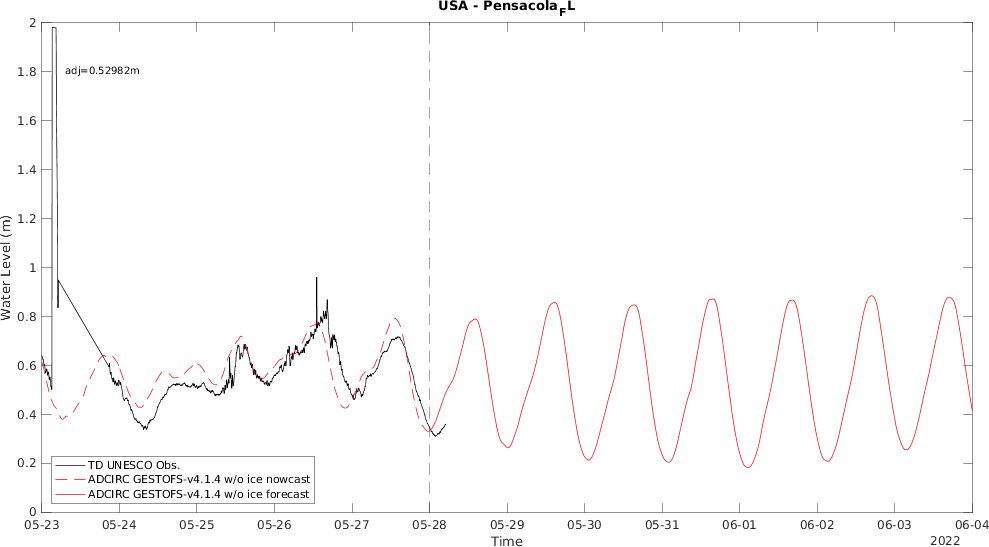 USA - Pensacola_FL
2
1.8
1.6
1.4
1.2
1
0.8
0.6
0.4
0.2
0
Water Level (m)
adj=0.52982m
TD UNESCO Obs.
ADCIRC GESTOFS-v4.1.4 w/o ice nowcast
ADCIRC GESTOFS-v4.1.4 w/o ice forecast
05-23 05-24 05-25 05-26 05-27 05-28 05-29 05-30 05-31 06-01 06-02 06-03 06-04
Time
2022